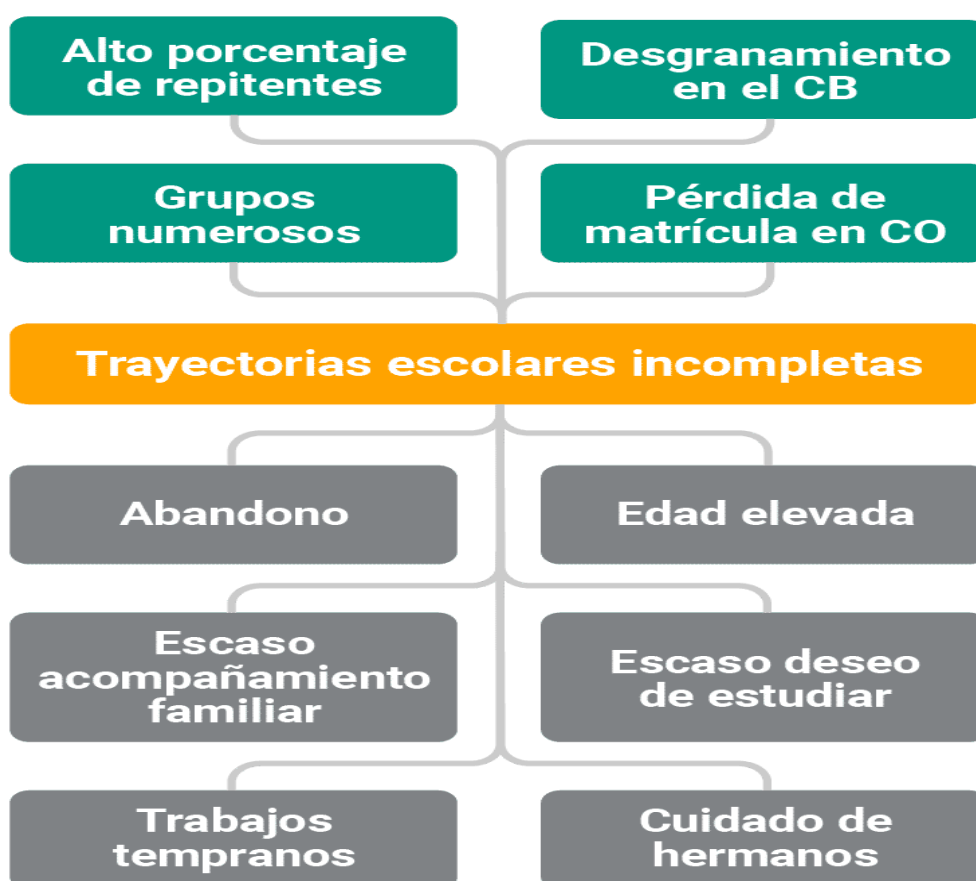 Alto porcentaje
de repitentes
Desgranamiento
en el CB
Grupos
numerosos
Pérdida de
matrícula en CO
Trayectorias escolares incompletas
Abandono
Edad elevada
Escaso
acompañamiento
familiar
Escaso deseo
de estudiar
Trabajos
tempranos
Cuidado de
hermanos